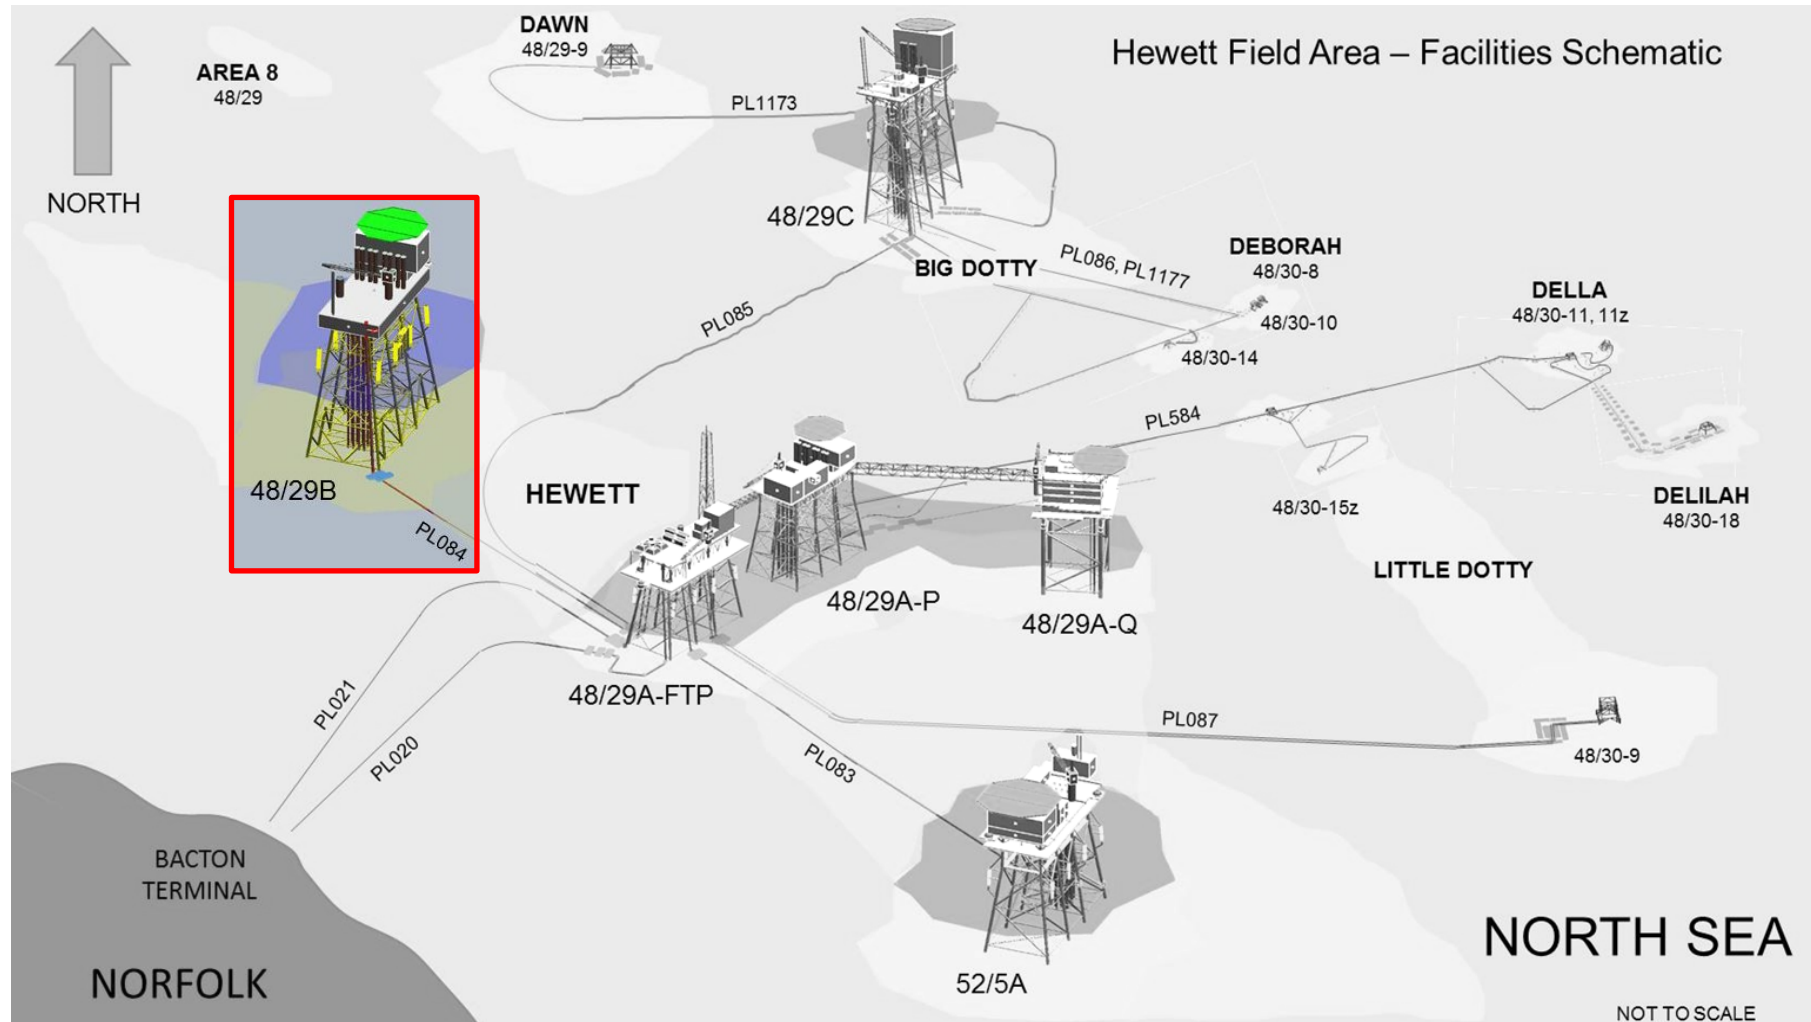 Hewett Field Area – Facilities Schematic
NORTH
AREA 8
48/29
DAWN
48/29-9
PL1173
48/29C
BIG DOTTY
PL086, PL1177
DEBORAH
48/30-8
48/30-10
48/30-14
DELLA
48/30-11, 11z
PL085
PL584
48/29B
PL084
HEWETT
48/29A-P
48/29A-Q
48/30-15z
DELILAH
48/30-18
LITTLE DOTTY
48/29A-FTP
PL021
PL020
PL083
PL087
48/30-9
BACTON
TERMINAL
NORFOLK
52/5A
NORTH SEA
NOT TO SCALE